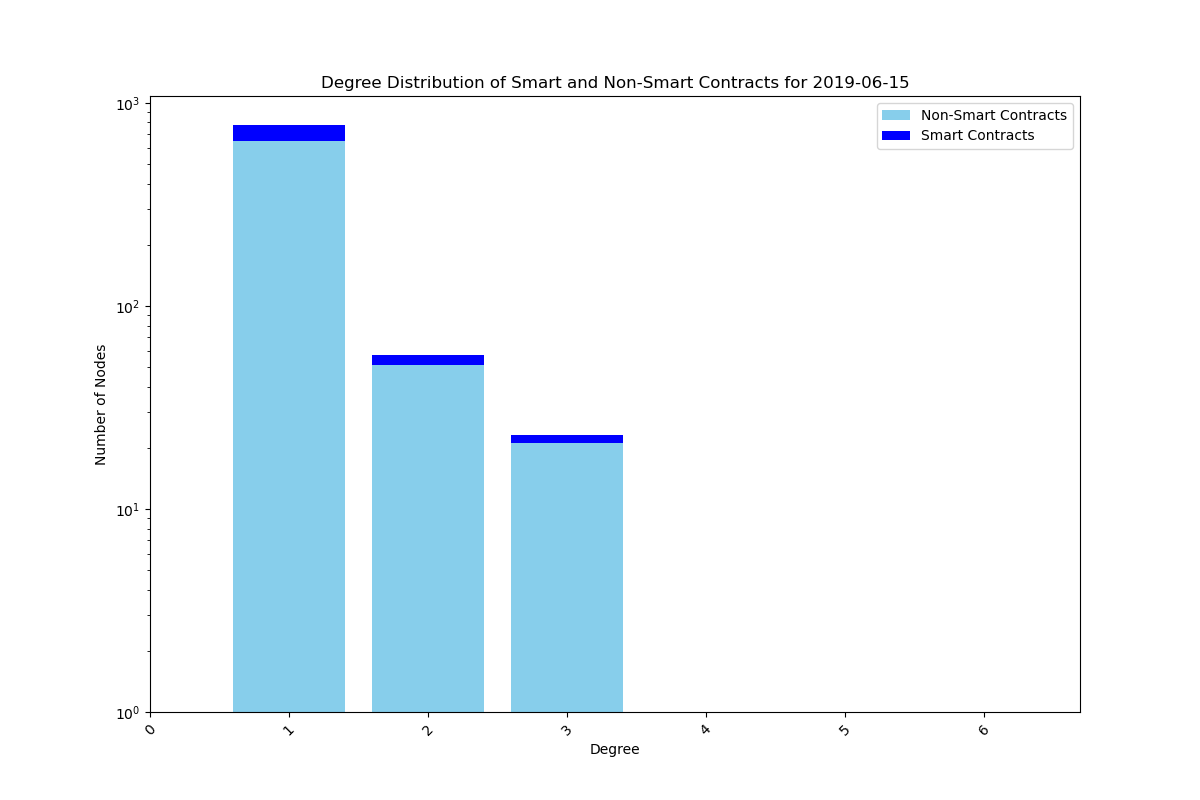 Degree Distribution of Smart and Non-Smart Contracts for 2019-06-15
Non-Smart Contracts
Smart Contracts
Number of Nodes
10³
10²
10¹
10⁰
0 1 2 3 4 5 6
Degree